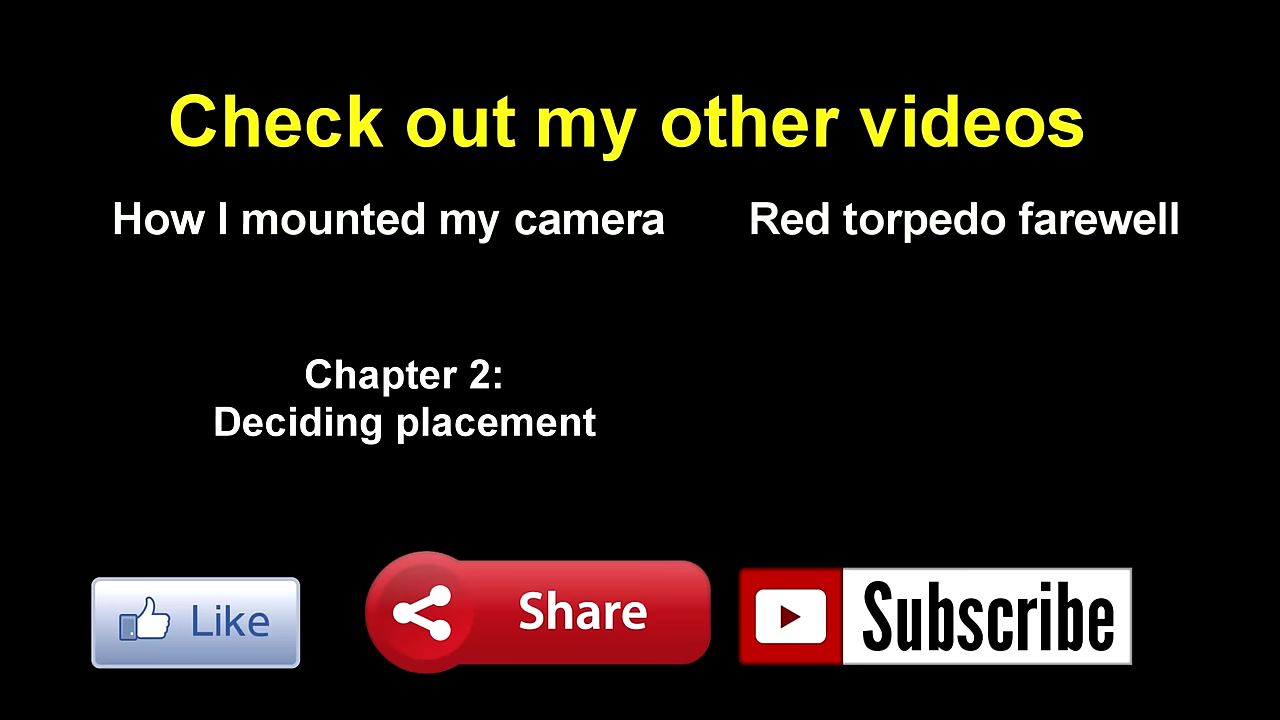 Check out my other videos
How I mounted my camera
Red torpedo farewell
Chapter 2:
Deciding placement
Like
Share
Subscribe